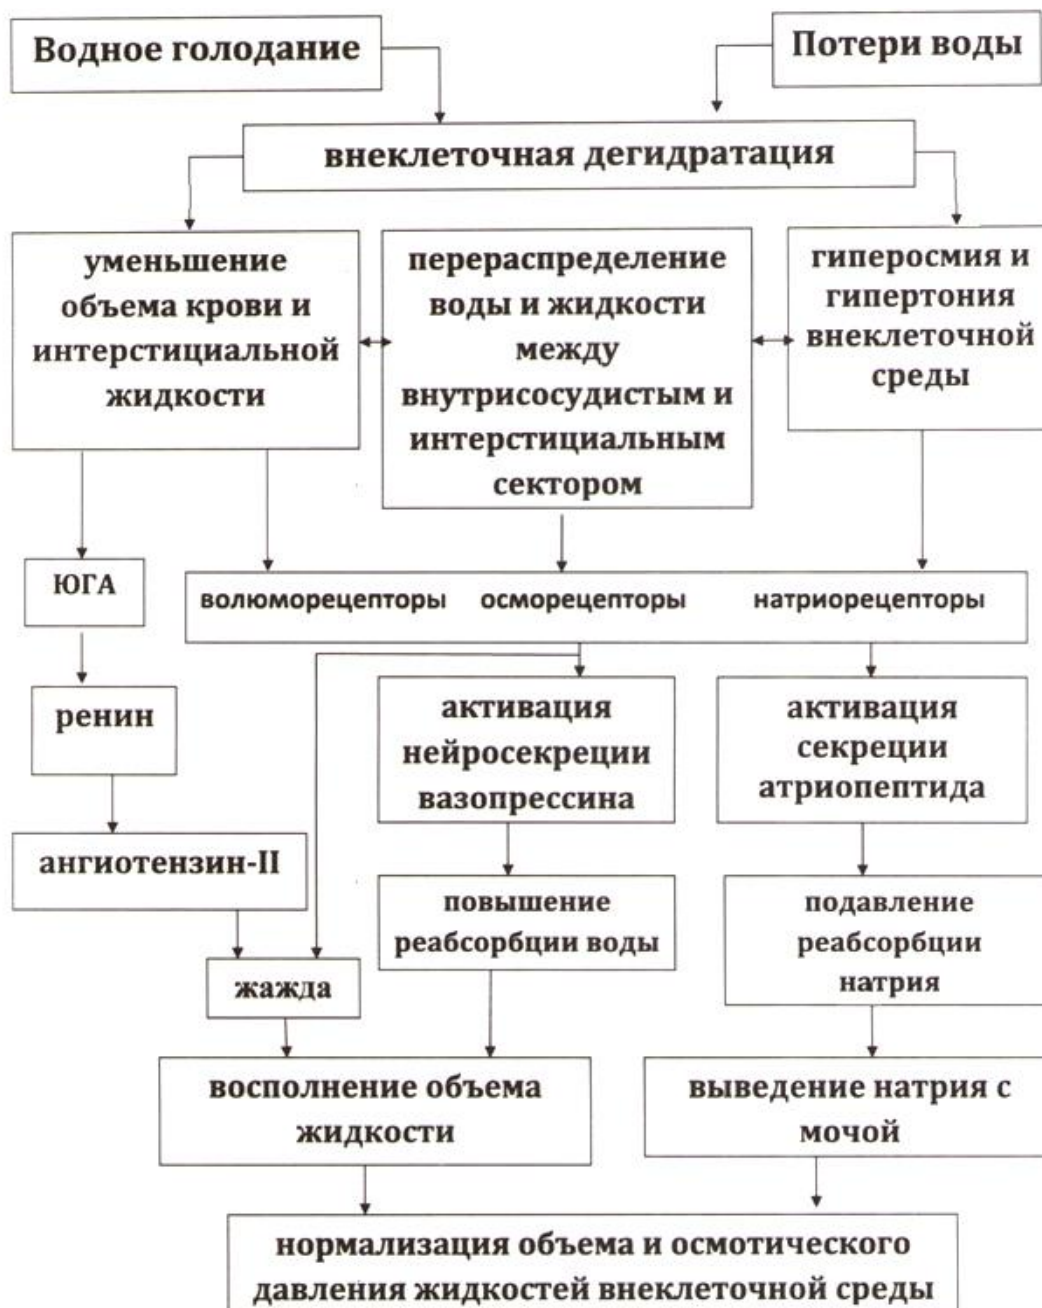 Водное голодание
Потери воды
внеклеточная дегидратация
уменьшение
объема крови и
интерстициальной
жидкости
перераспределение
воды и жидкости
между
внутрисосудистым и
интерстициальным
сектором
гиперосмия и
гипертония
внеклеточной
среды
ЮГА
волюморецепторы осморецепторы натриорецепторы
ренин
активация
нейросекреции
вазопрессина
активация
секреции
атриопептида
ангиотензин-II
повышение
реабсорбции воды
подавление
реабсорбции
натрия
жажда
восполнение объема
жидкости
выведение натрия с
мочой
нормализация объема и осмотического
давления жидкостей внеклеточной среды